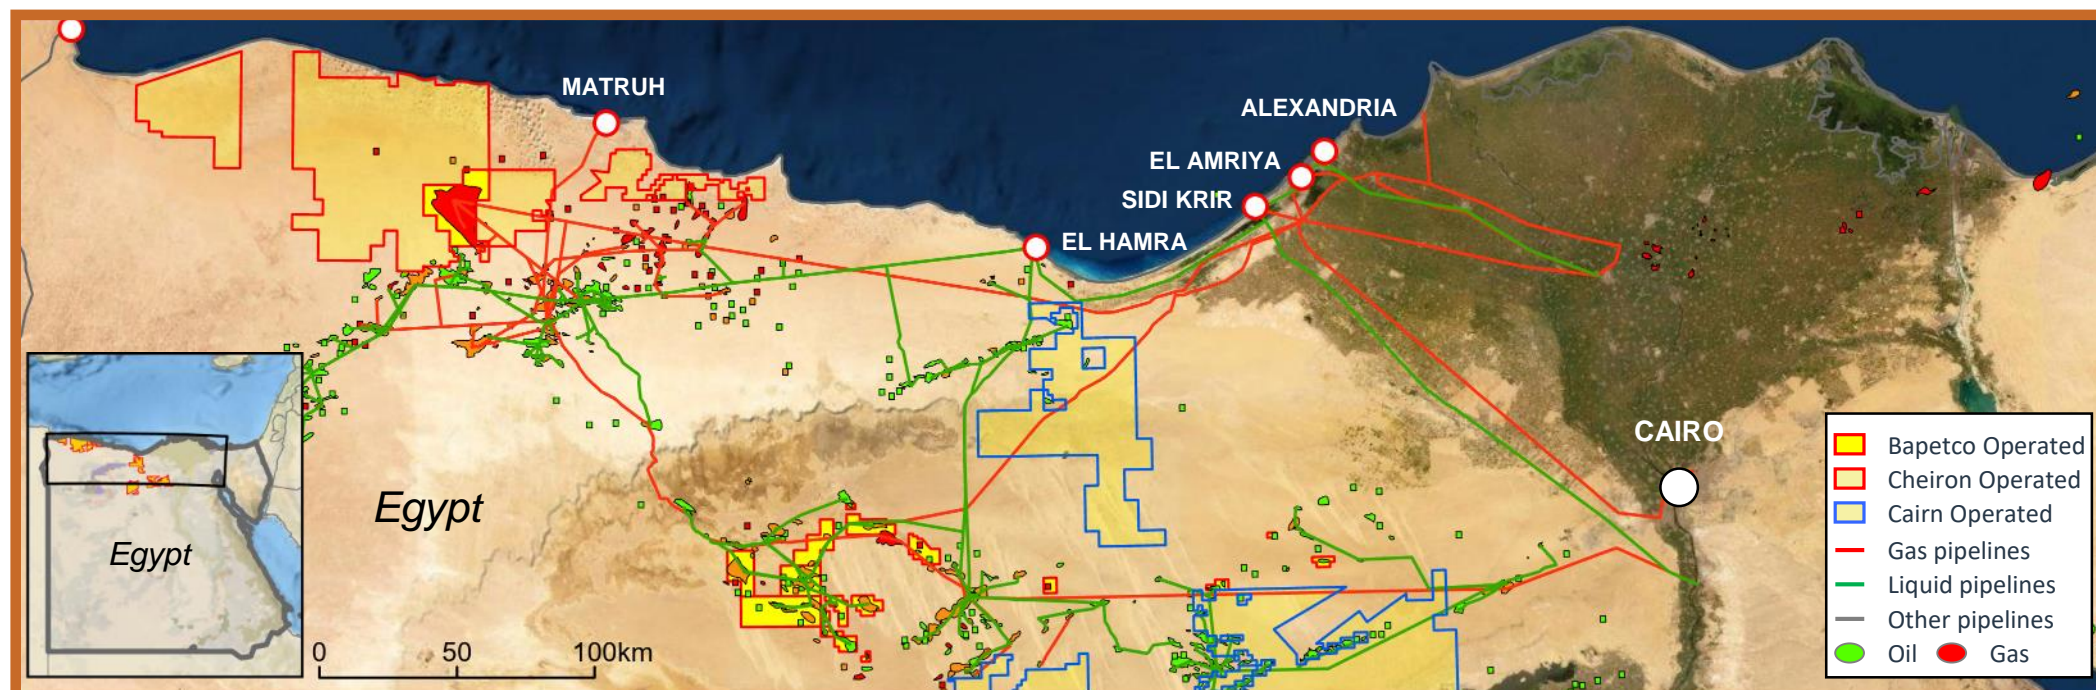 MATRUH
ALEXANDRIA
EL AMRIYA
SIDI KRIR
EL HAMRA
CAIRO
Egypt
Egypt
0 50 100km
Bapetco Operated
Cheiron Operated
Cairn Operated
Gas pipelines
Liquid pipelines
Other pipelines
Oil Gas